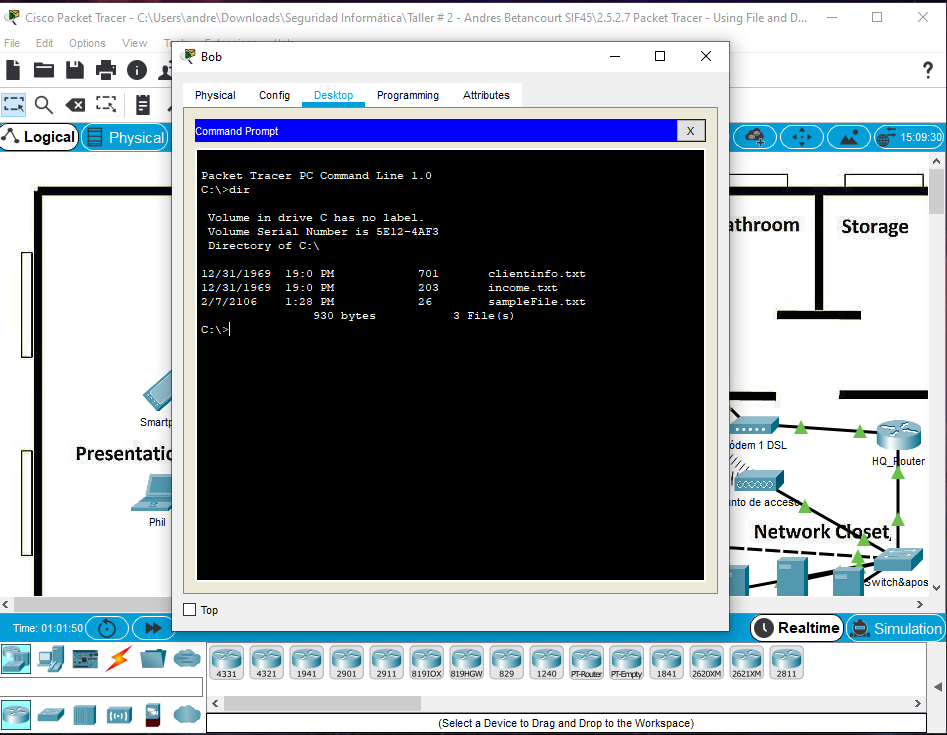 Cisco Packet Tracer - C:\Users\andre\Downloads\Seguridad Informática\Taller # 2 - Andres Betancourt SIF45\2.5.2.7 Packet Tracer - Using File and D...
File Edit Options View
Bob
Physical Config Desktop Programming Attributes
Logical Physical
15:09:30
Command Prompt X
Packet Tracer PC Command Line 1.0
C:\>dir
Volume in drive C has no label.
Volume Serial Number is 5E12-4AF3
Directory of C:\
12/31/1969 19:0 PM 701 clientinfo.txt
12/31/1969 19:0 PM 203 income.txt
2/7/2106 1:28 PM 26 sampleFile.txt
930 bytes 3 File(s)
C:\>
athroom
Storage
Smartp
Presentatic
Phil
ódem 1 DSL
HQ_Router
unto de acceso
Network Closet,
Switch&apos
Top
Time: 01:01:50
Realtime Simulation
4331 4321 1941 2901 2911 819IOX 819HGW 829 1240 PT-Router PT-Empty 1841 2620XM 2621XM 2811
(Select a Device to Drag and Drop to the Workspace)